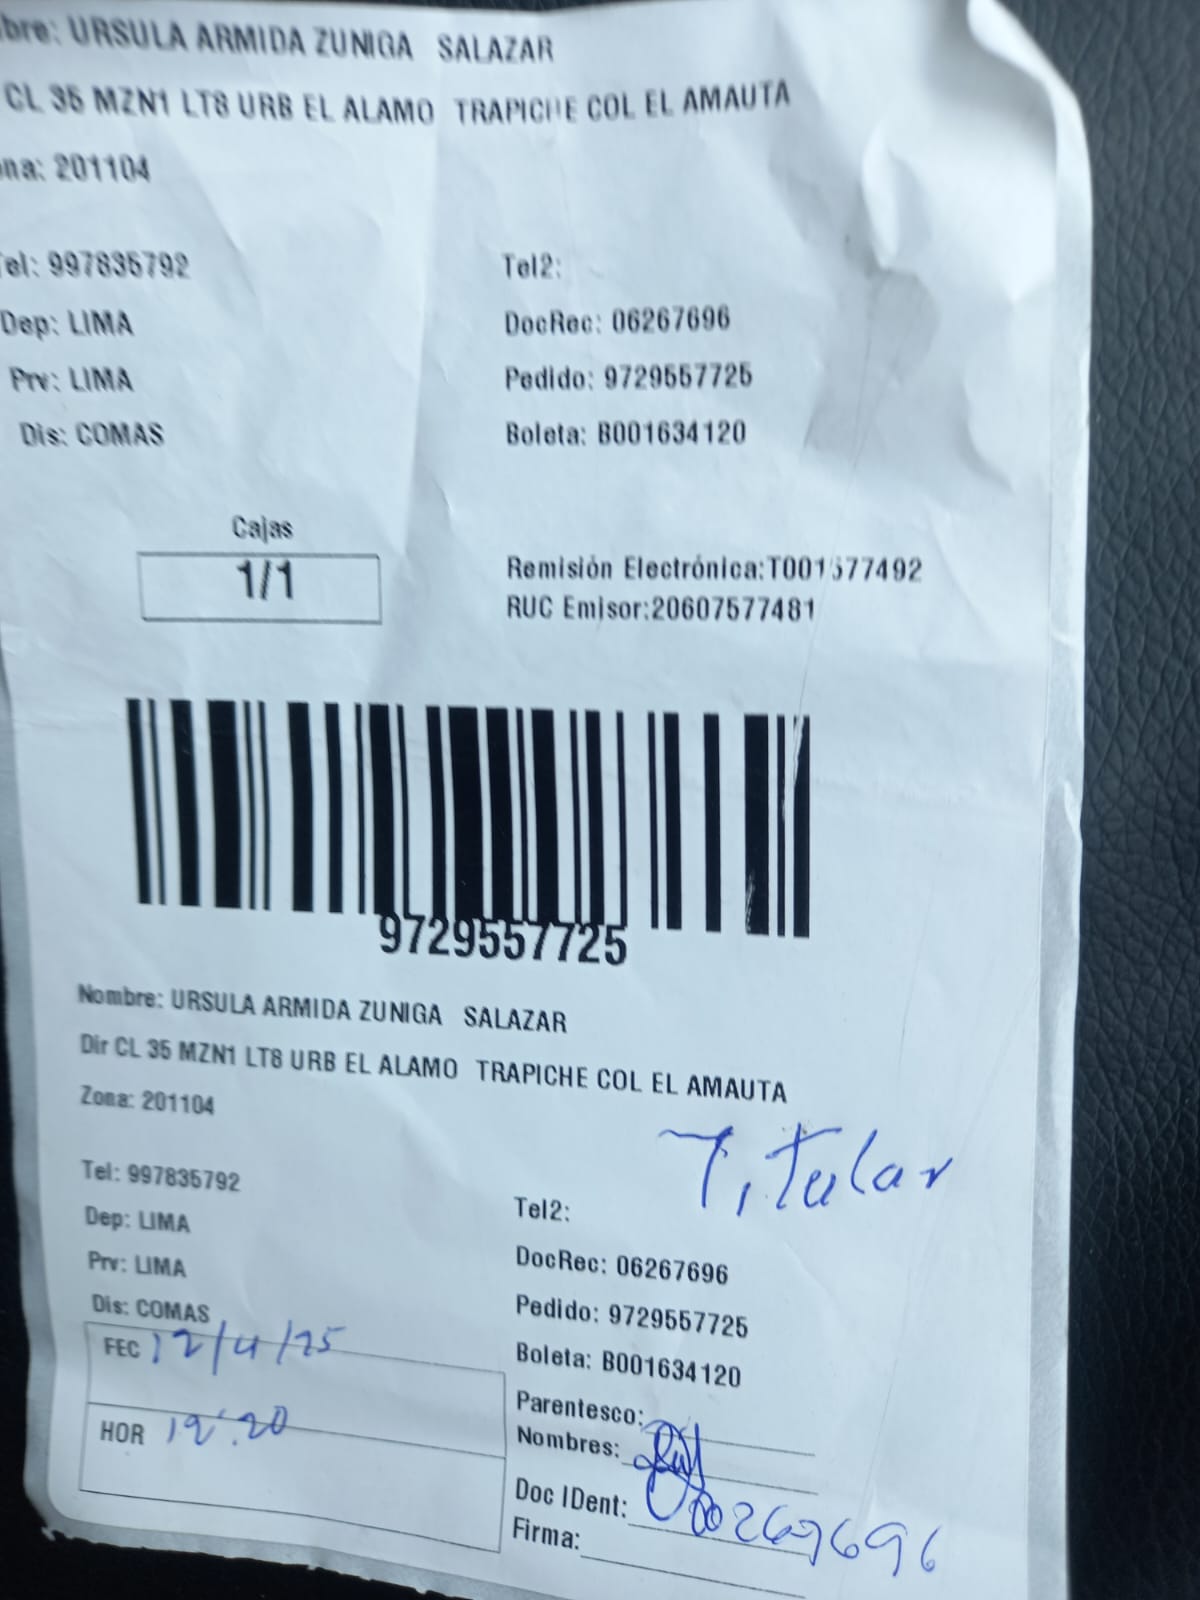 bre: URSULA ARMIDA ZUNIGA SALAZAR
CL 35 MZN1 LT8 URB EL ALAMO TRAPICHE COL EL AMAUTA
ona: 201104
Tel: 997835792
Tel2:
Dep: LIMA
DocRec: 06267696
Prv: LIMA
Pedido: 9729557725
Dis: COMAS
Boleta: B001634120
Cajas
1/1
Remisión Electrónica:T001577492
RUC Emisor:20607577481
9729557725
Nombre: URSULA ARMIDA ZUNIGA SALAZAR
Dir CL 35 MZN1 LT8 URB EL ALAMO TRAPICHE COL EL AMAUTA
Zona: 201104
Titular
Tel: 997835792
Tel2:
Dep: LIMA
DocRec: 06267696
Prv: LIMA
Pedido: 9729557725
Dis: COMAS
Boleta: B001634120
FEC 12/4/25
Parentesco:
HOR 12:20
Nombres:
Doc IDent:
Firma: